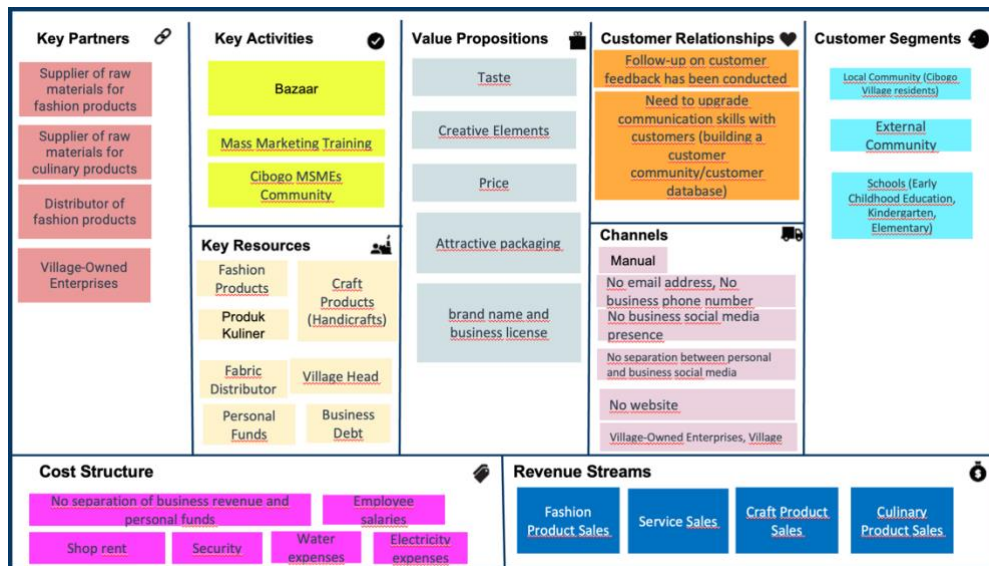 Key Partners
Supplier of raw
materials for
fashion products
Supplier of raw
materials for
culinary products
Distributor of
fashion products
Village-Owned
Enterprises
Key Activities
Bazaar
Mass Marketing Training
Cibogo MSMEs
Community
Key Resources
Fashion
Products
Craft
Products
(Handicrafts)
Produk
Kuliner
Fabric
Distributor
Village Head
Personal
Funds
Business
Debt
Value Propositions
Taste
Creative Elements
Price
Attractive packaging
brand name and
business license
Customer Relationships
Follow-up on customer
feedback has been conducted
Need to upgrade
communication skills with
customers (building a
customer
community/customer
database)
Channels
Manual
No email address, No
business phone number
No business social media
presence
No separation between personal
and business social media
No website
Village-Owned Enterprises, Village
Customer Segments
Local Community (Cibogo
Village residents)
External
Community
Schools (Early
Childhood Education,
Kindergarten,
Elementary)
Cost Structure
No separation of business revenue and
personal funds
Employee
salaries
Shop rent
Security
Water
expenses
Electricity
expenses
Revenue Streams
Fashion
Product Sales
Service Sales
Craft Product
Sales
Culinary
Product Sales